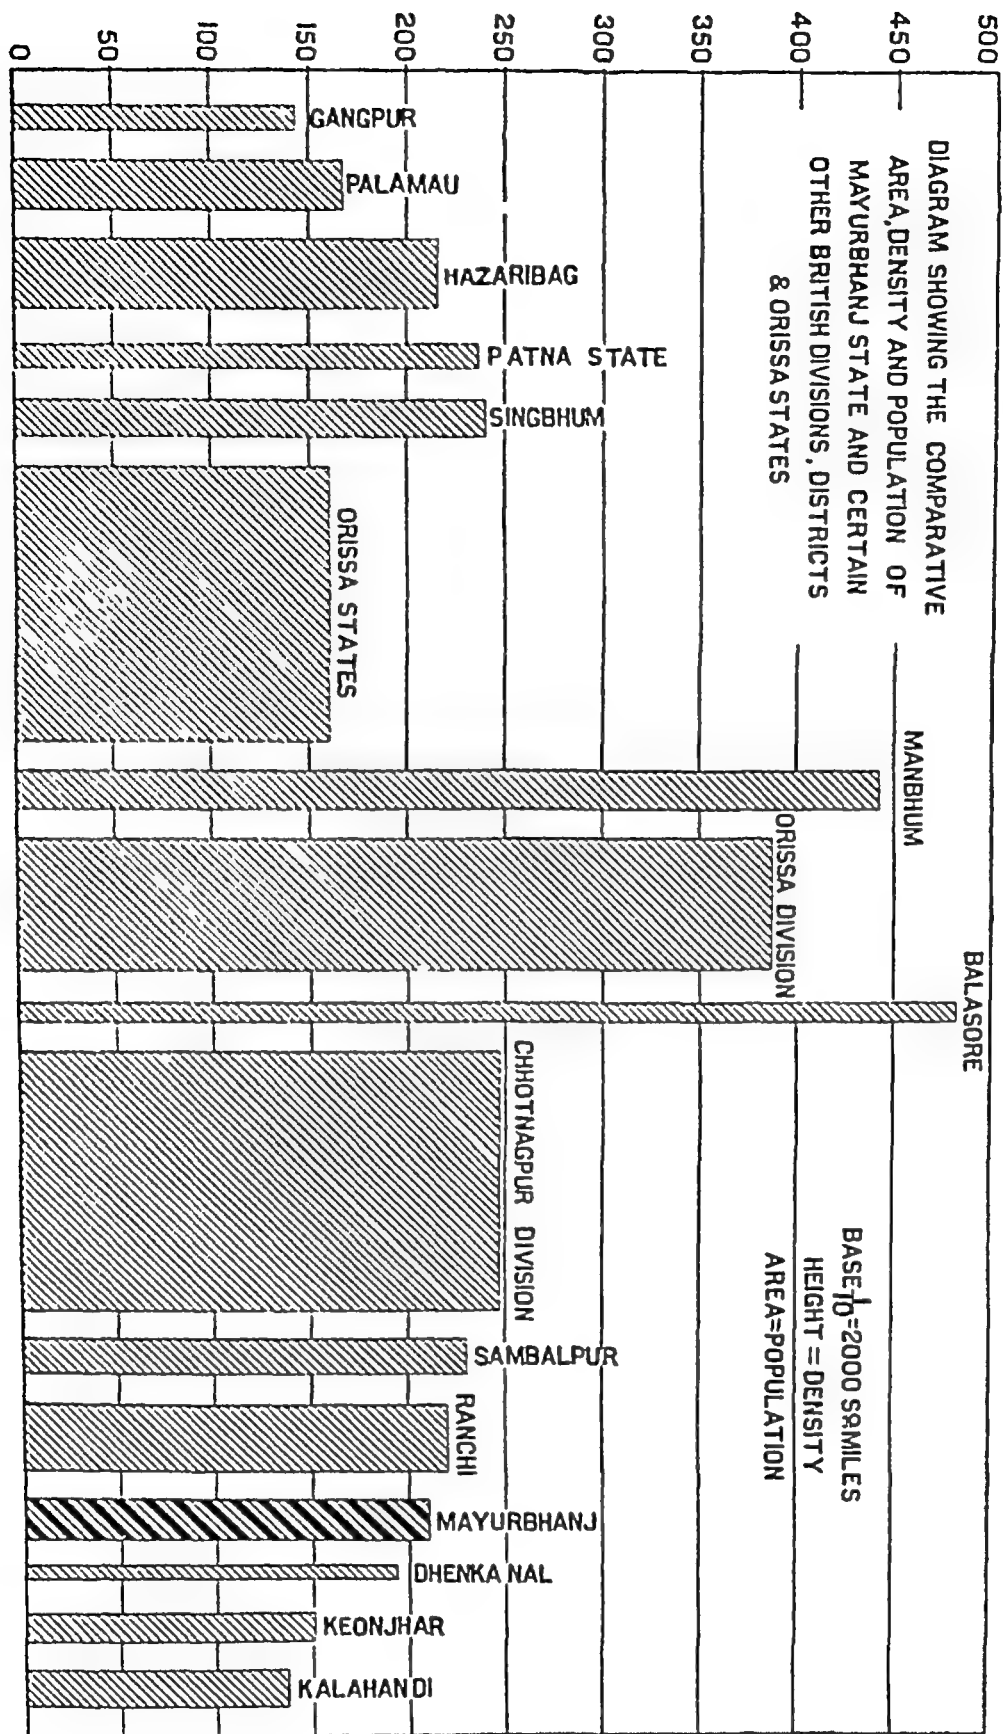 500
450
400
350
300
250
200
150
100
50
0
DIAGRAM SHOWING THE COMPARATIVE
AREA, DENSITY AND POPULATION OF
MAYURBHANJ STATE AND CERTAIN
OTHER BRITISH DIVISIONS, DISTRICTS
& ORISSA STATES
BASE 1/10=2000 SQ MILES
HEIGHT = DENSITY
AREA=POPULATION
GANGPUR
PALAMAU
HAZARIBAG
PATNA STATE
SINGBHUM
ORISSA STATES
MANBHUM
ORISSA DIVISION
BALASORE
CHHOTNAGPUR DIVISION
SAMBALPUR
RANCHI
MAYURBHANJ
DHENKANAL
KEONJHAR
KALAHANDI